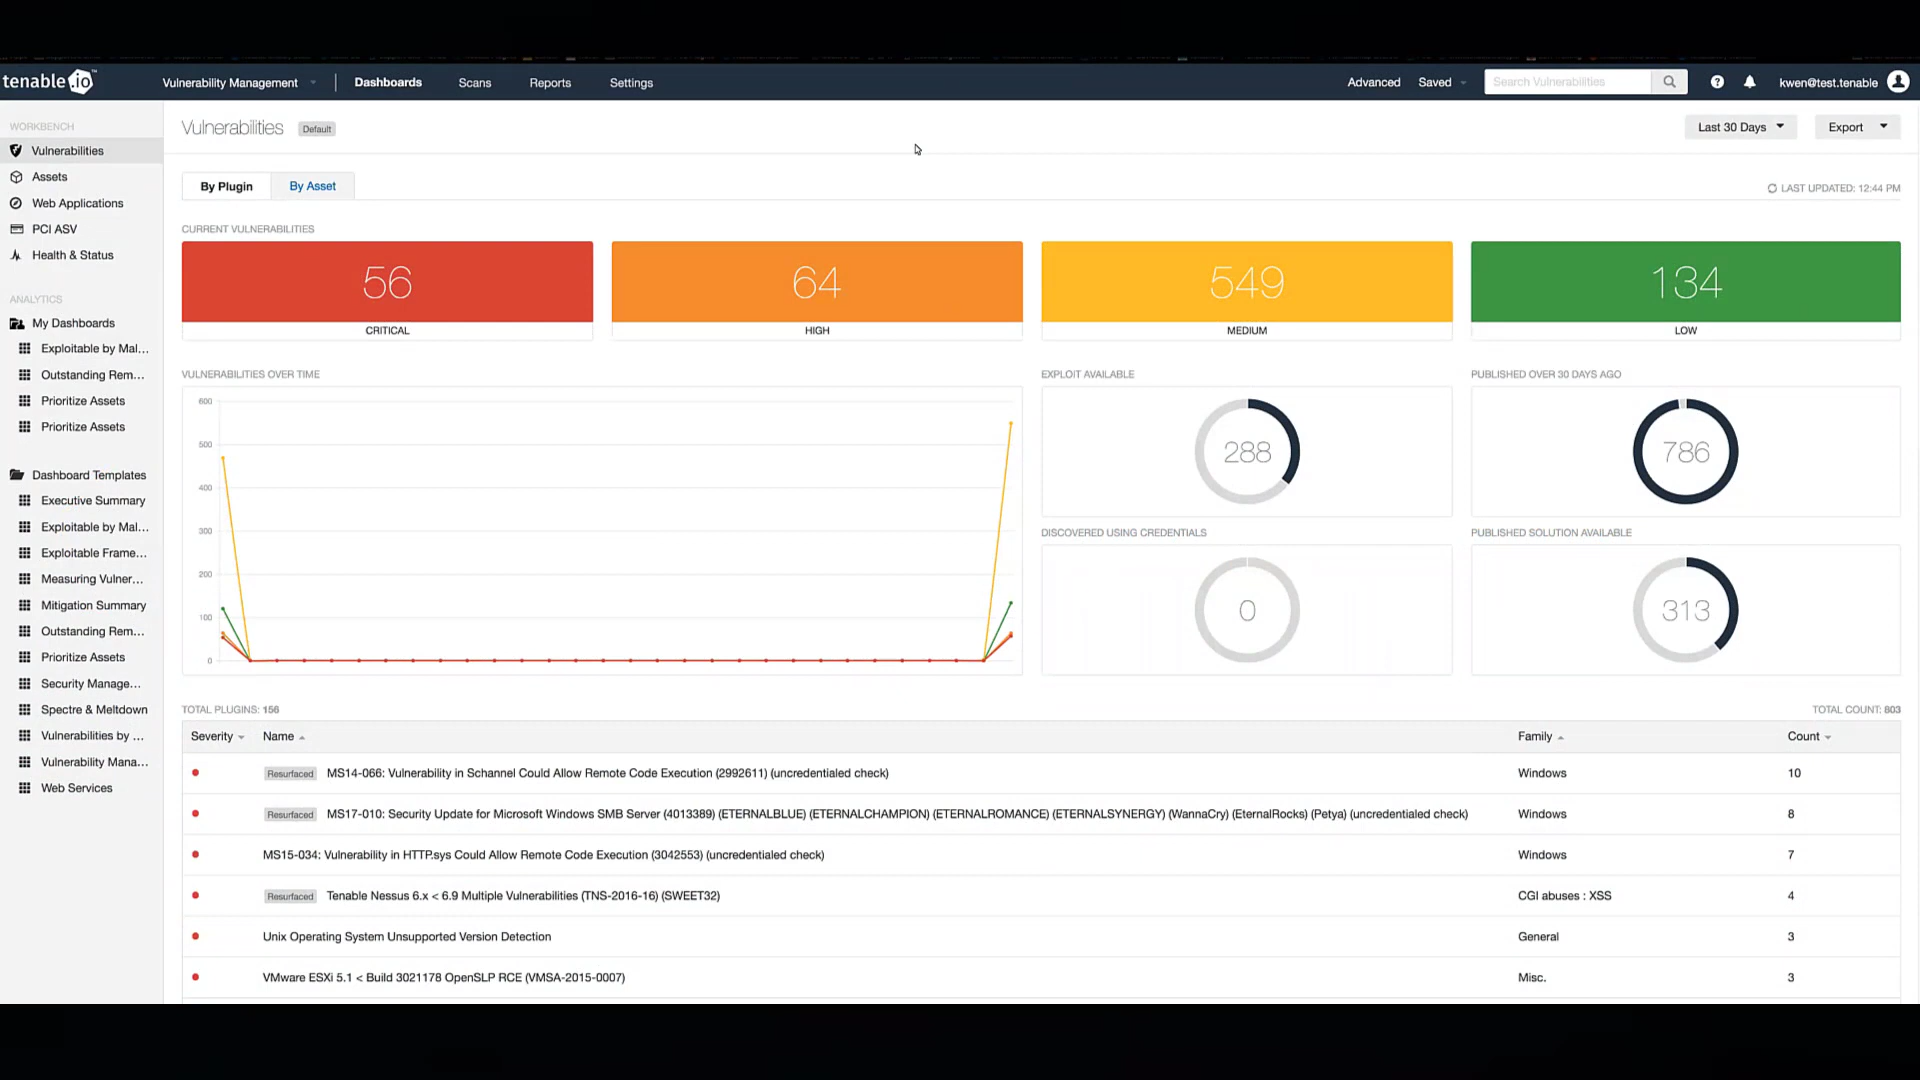 tenable.io™ Vulnerability Management Dashboards Scans Reports Settings Advanced Saved Search Vulnerabilities kwen@test.tenable
WORKBENCH
Vulnerabilities
Assets
Web Applications
PCI ASV
Health & Status
ANALYTICS
My Dashboards
Exploitable by Mal...
Outstanding Rem...
Prioritize Assets
Prioritize Assets
Dashboard Templates
Executive Summary
Exploitable by Mal...
Exploitable Frame...
Measuring Vulner...
Mitigation Summary
Outstanding Rem...
Prioritize Assets
Security Manage...
Spectre & Meltdown
Vulnerabilities by ...
Vulnerability Mana...
Web Services
Vulnerabilities Default Last 30 Days Export
By Plugin By Asset LAST UPDATED: 12:44 PM
CURRENT VULNERABILITIES
56 64 549 134
CRITICAL HIGH MEDIUM LOW
VULNERABILITIES OVER TIME
600
500
400
300
200
100
0
EXPLOIT AVAILABLE PUBLISHED OVER 30 DAYS AGO
288 786
DISCOVERED USING CREDENTIALS PUBLISHED SOLUTION AVAILABLE
0 313
TOTAL PLUGINS: 156 TOTAL COUNT: 803
Severity Name Family Count
Resurfaced MS14-066: Vulnerability in Schannel Could Allow Remote Code Execution (2992611) (uncredentialed check) Windows 10
Resurfaced MS17-010: Security Update for Microsoft Windows SMB Server (4013389) (ETERNALBLUE) (ETERNALCHAMPION) (ETERNALROMANCE) (ETERNALSYNERGY) (WannaCry) (EternalRocks) (Petya) (uncredentialed check) Windows 8
MS15-034: Vulnerability in HTTP.sys Could Allow Remote Code Execution (3042553) (uncredentialed check) Windows 7
Resurfaced Tenable Nessus 6.x < 6.9 Multiple Vulnerabilities (TNS-2016-16) (SWEET32) CGI abuses : XSS 4
Unix Operating System Unsupported Version Detection General 3
VMware ESXi 5.1 < Build 3021178 OpenSLP RCE (VMSA-2015-0007) Misc. 3